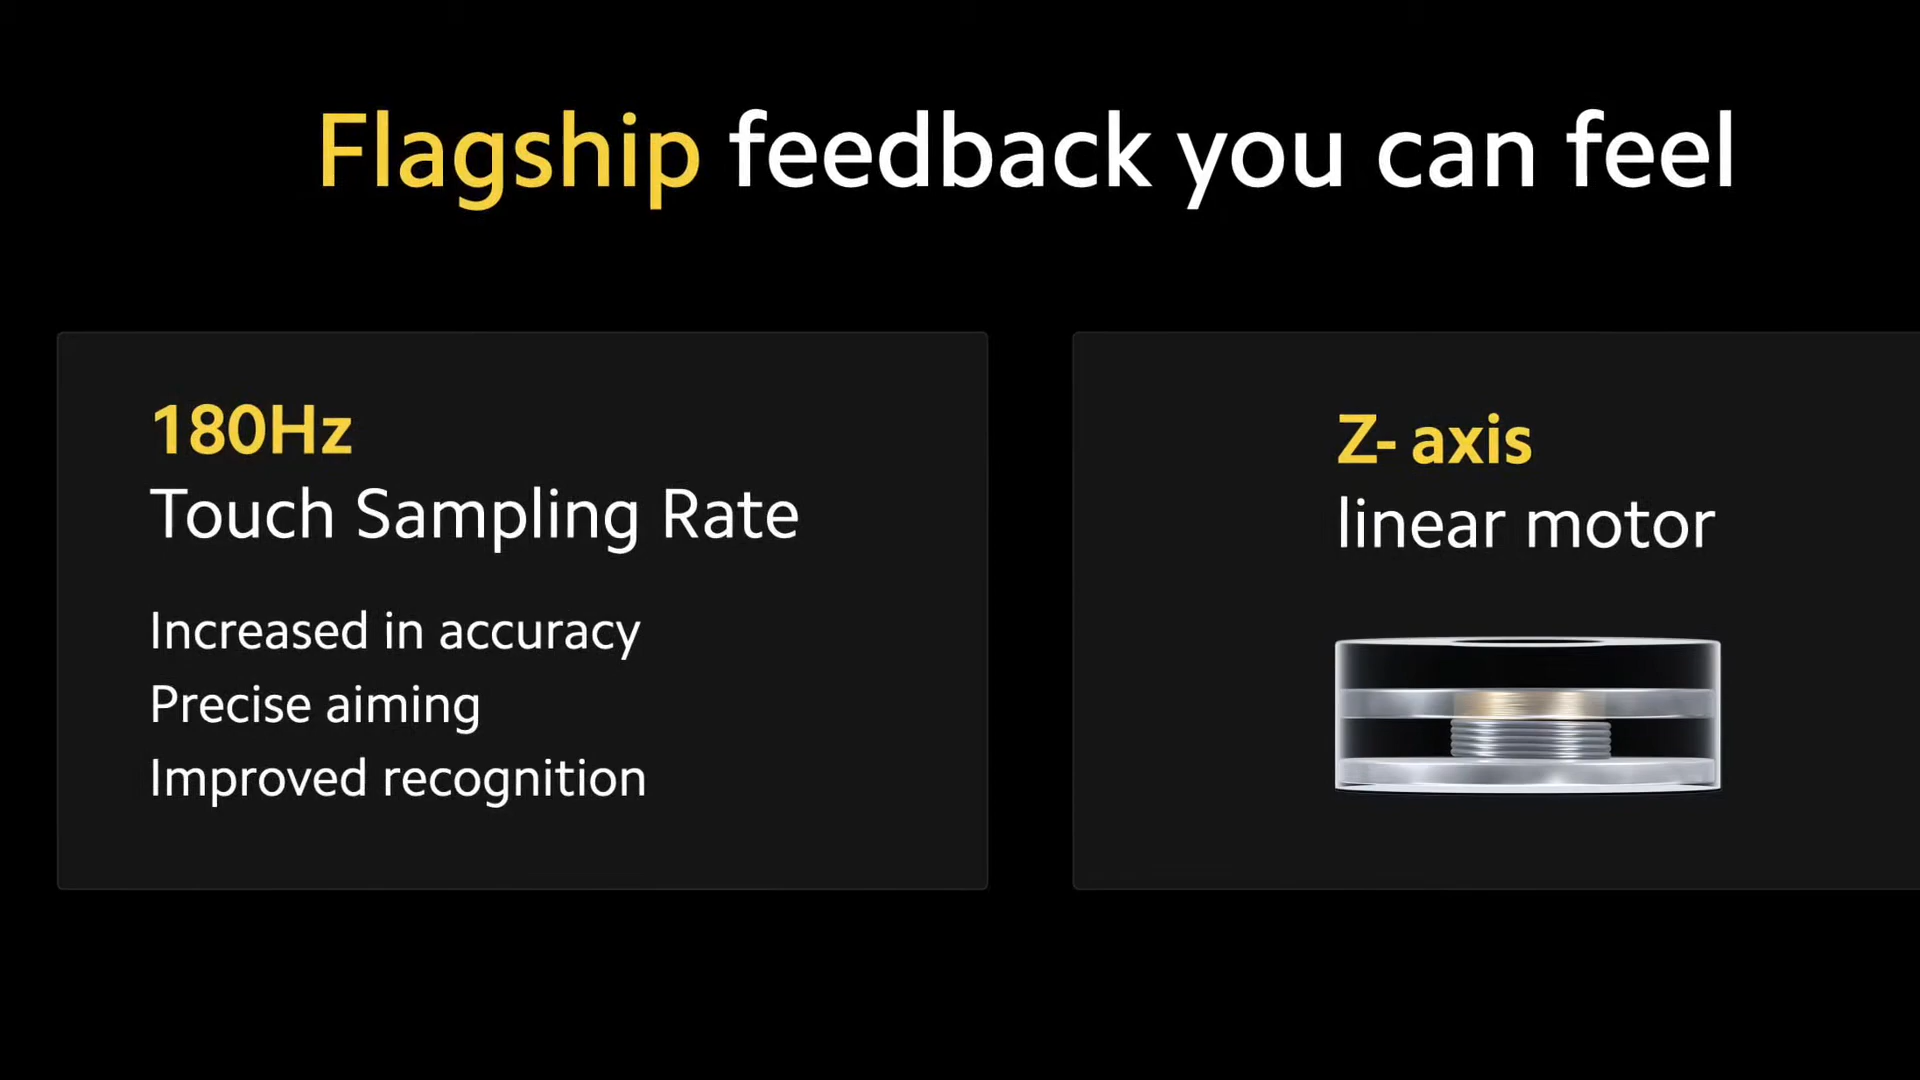 Flagship feedback you can feel
180Hz
Touch Sampling Rate
Increased in accuracy
Precise aiming
Improved recognition
Z- axis
linear motor